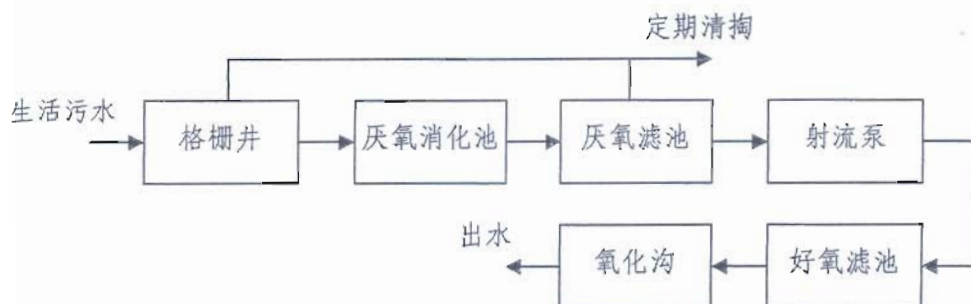 定期清掏
生活污水
格栅井
厌氧消化池
厌氧滤池
射流泵
出水
氧化沟
好氧滤池